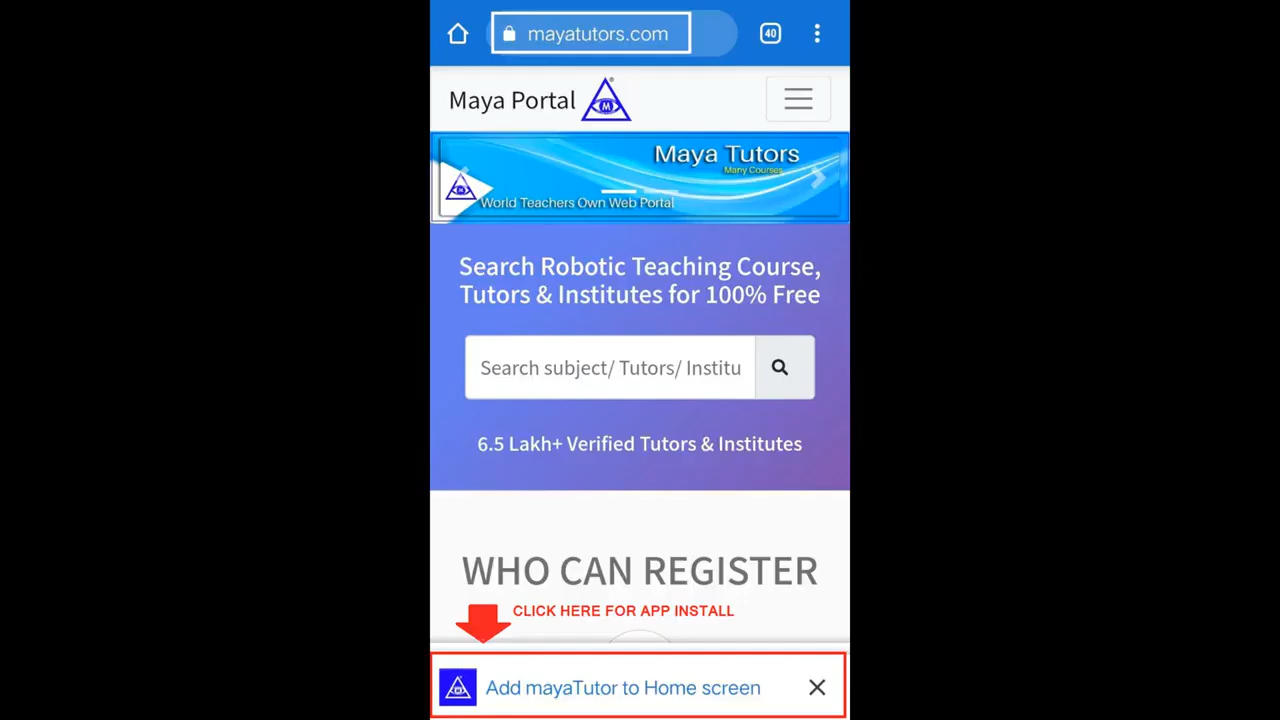 mayatutors.com
40
Maya Portal
M
Maya Tutors
Many Courses
World Teachers Own Web Portal
Search Robotic Teaching Course,
Tutors & Institutes for 100% Free
Search subject/ Tutors/ Institu
6.5 Lakh+ Verified Tutors & Institutes
WHO CAN REGISTER
CLICK HERE FOR APP INSTALL
Add mayaTutor to Home screen